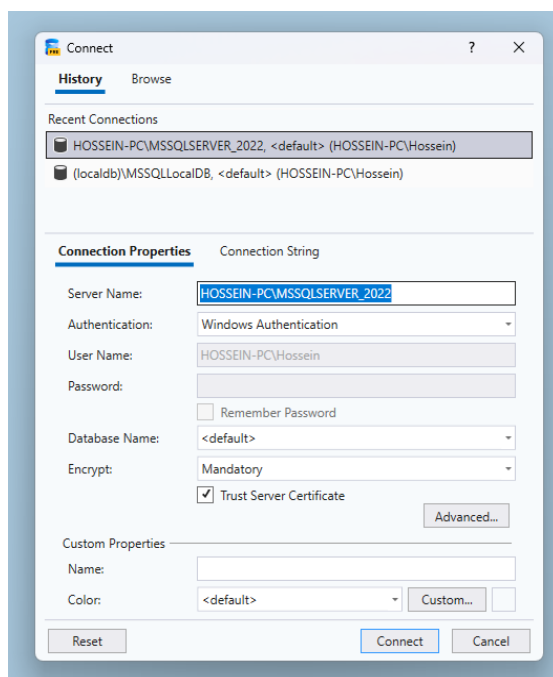 Connect ? ×
History Browse
Recent Connections
HOSSEIN-PC\MSSQLSERVER_2022, <default> (HOSSEIN-PC\Hossein)
(localdb)\MSSQLLocalDB, <default> (HOSSEIN-PC\Hossein)
Connection Properties Connection String
Server Name: HOSSEIN-PC\MSSQLSERVER_2022
Authentication: Windows Authentication
User Name: HOSSEIN-PC\Hossein
Password:
Remember Password
Database Name: <default>
Encrypt: Mandatory
Trust Server Certificate
Advanced...
Custom Properties
Name:
Color: <default> Custom...
Reset Connect Cancel